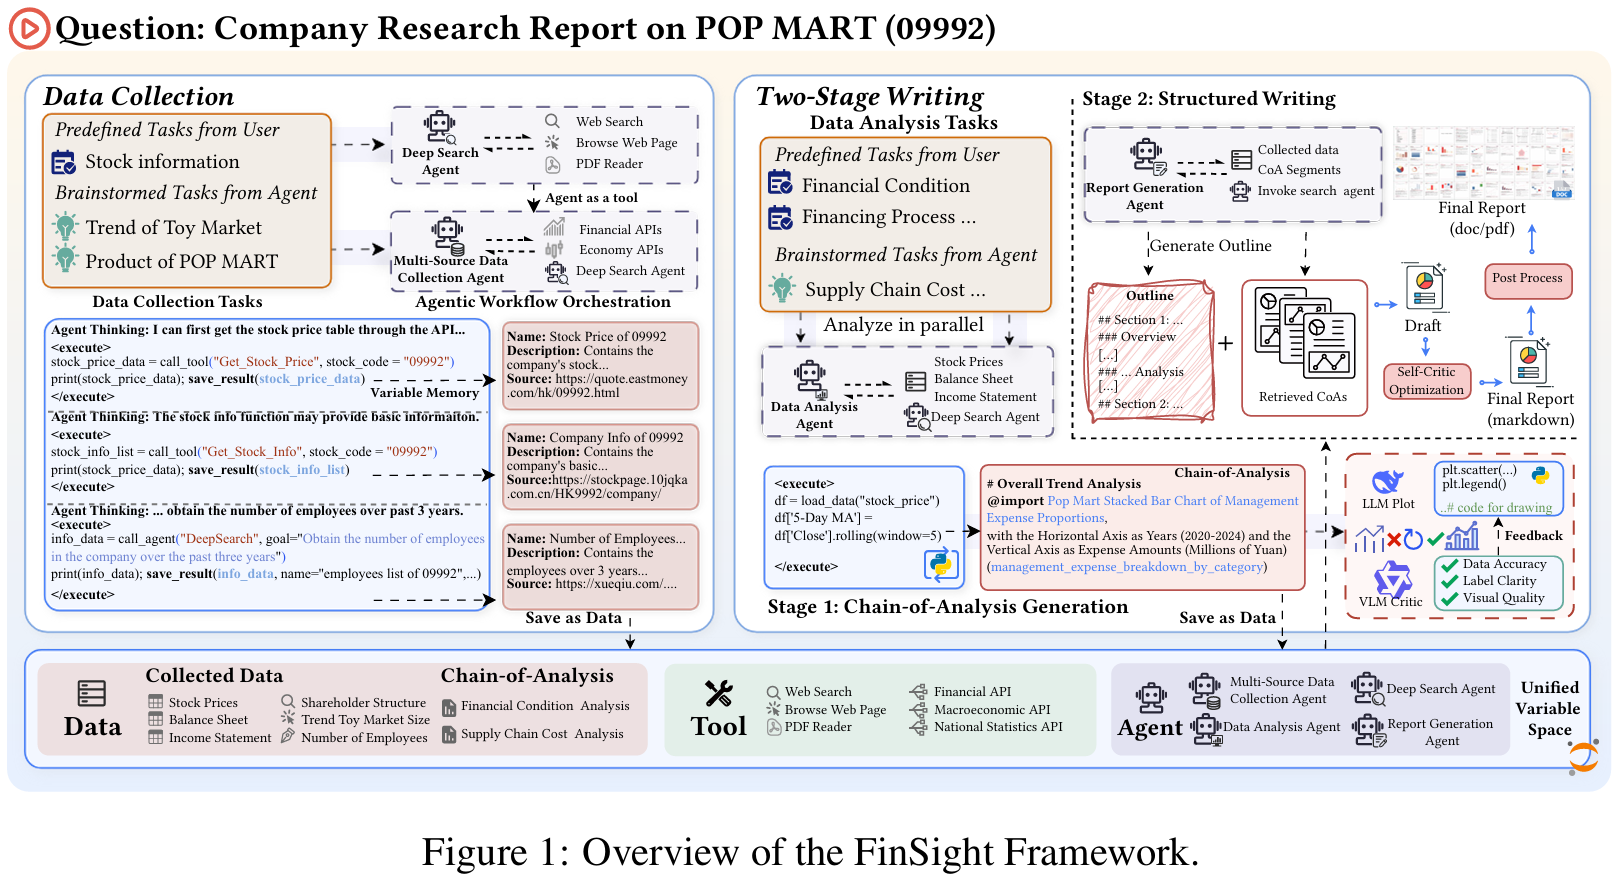 Question: Company Research Report on POP MART (09992)
Data Collection
Predefined Tasks from User
Stock information
Brainstormed Tasks from Agent
Trend of Toy Market
Product of POP MART
Data Collection Tasks
Deep Search
Agent
Web Search
Browse Web Page
PDF Reader
Agent as a tool
Multi-Source Data
Collection Agent
Financial APIs
Economy APIs
Deep Search Agent
Agentic Workflow Orchestration
Agent Thinking: I can first get the stock price table through the API...
<execute>
stock_price_data = call_tool("Get_Stock_Price", stock_code = "09992")
print(stock_price_data); save_result(stock_price_data)
</execute>
Variable Memory
Agent Thinking: The stock info function may provide basic informaiton.
<execute>
stock_info_list = call_tool("Get_Stock_Info", stock_code = "09992")
print(stock_price_data); save_result(stock_info_list)
</execute>
Agent Thinking: ... obtain the number of employees over past 3 years.
<execute>
info_data = call_agent("DeepSearch", goal="Obtain the number of employees
in the company over the past three years")
print(info_data); save_result(info_data, name="employees list of 09992",...)
</execute>
Name: Stock Price of 09992
Description: Contains the
company's stock...
Source: https://quote.eastmoney
.com/hk/09992.html
Name: Company Info of 09992
Description: Contains the
company's basic...
Source:https://stockpage.10jqka
.com.cn/HK9992/company/
Name: Number of Employees...
Description: Contains the
employees over 3 years...
Source: https://xueqiu.com/....
Save as Data
Two-Stage Writing
Data Analysis Tasks
Predefined Tasks from User
Financial Condition
Financing Process ...
Brainstormed Tasks from Agent
Supply Chain Cost ...
Analyze in parallel
Data Analysis
Agent
Stock Prices
Balance Sheet
Income Statement
Deep Search Agent
Stage 2: Structured Writing
Report Generation
Agent
Collected data
CoA Segments
Invoke search agent
Generate Outline
Outline
## Section 1: ...
### Overview
[...]
### ... Analysis
[...]
## Section 2: ...
+
Retrieved CoAs
Draft
Self-Critic
Optimization
Final Report
(markdown)
Post Process
Final Report
(doc/pdf)
DOC
<execute>
df = load_data("stock_price")
df['5-Day MA'] =
df['Close'].rolling(window=5)
</execute>
Chain-of-Analysis
# Overall Trend Analysis
@import Pop Mart Stacked Bar Chart of Management
Expense Proportions,
with the Horizontal Axis as Years (2020-2024) and the
Vertical Axis as Expense Amounts (Millions of Yuan)
(management_expense_breakdown_by_category)
Stage 1: Chain-of-Analysis Generation
Save as Data
LLM Plot
plt.scatter(...)
plt.legend()
..# code for drawing
Feedback
VLM Critic
Data Accuracy
Label Clarity
Visual Quality
Data
Collected Data
Stock Prices
Balance Sheet
Income Statement
Shareholder Structure
Trend Toy Market Size
Number of Employees
Chain-of-Analysis
Financial Condition Analysis
Supply Chain Cost Analysis
Tool
Web Search
Browse Web Page
PDF Reader
Financial API
Macroeconomic API
National Statistics API
Agent
Multi-Source Data
Collection Agent
Data Analysis Agent
Deep Search Agent
Report Generation
Agent
Unified
Variable
Space
Figure 1: Overview of the FinSight Framework.